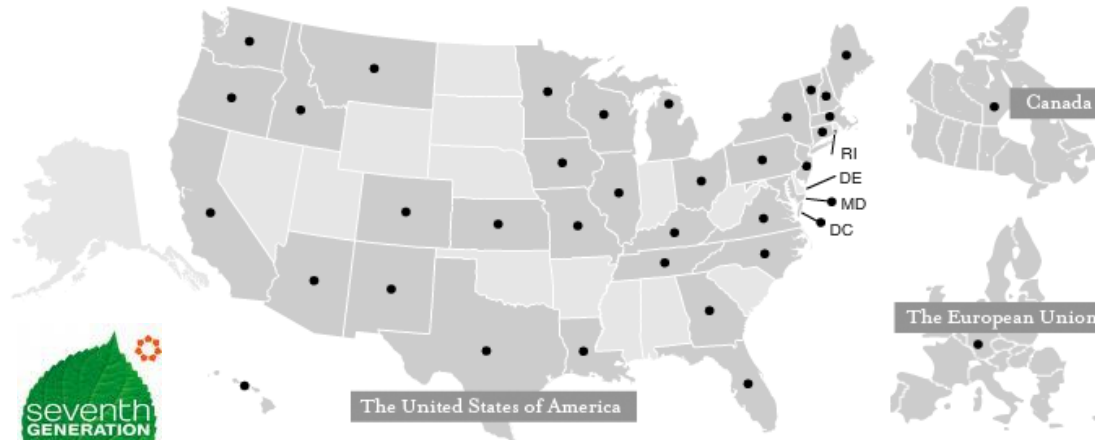 Canada
RI
DE
MD
DC
The European Union
The United States of America
seventh
GENERATION